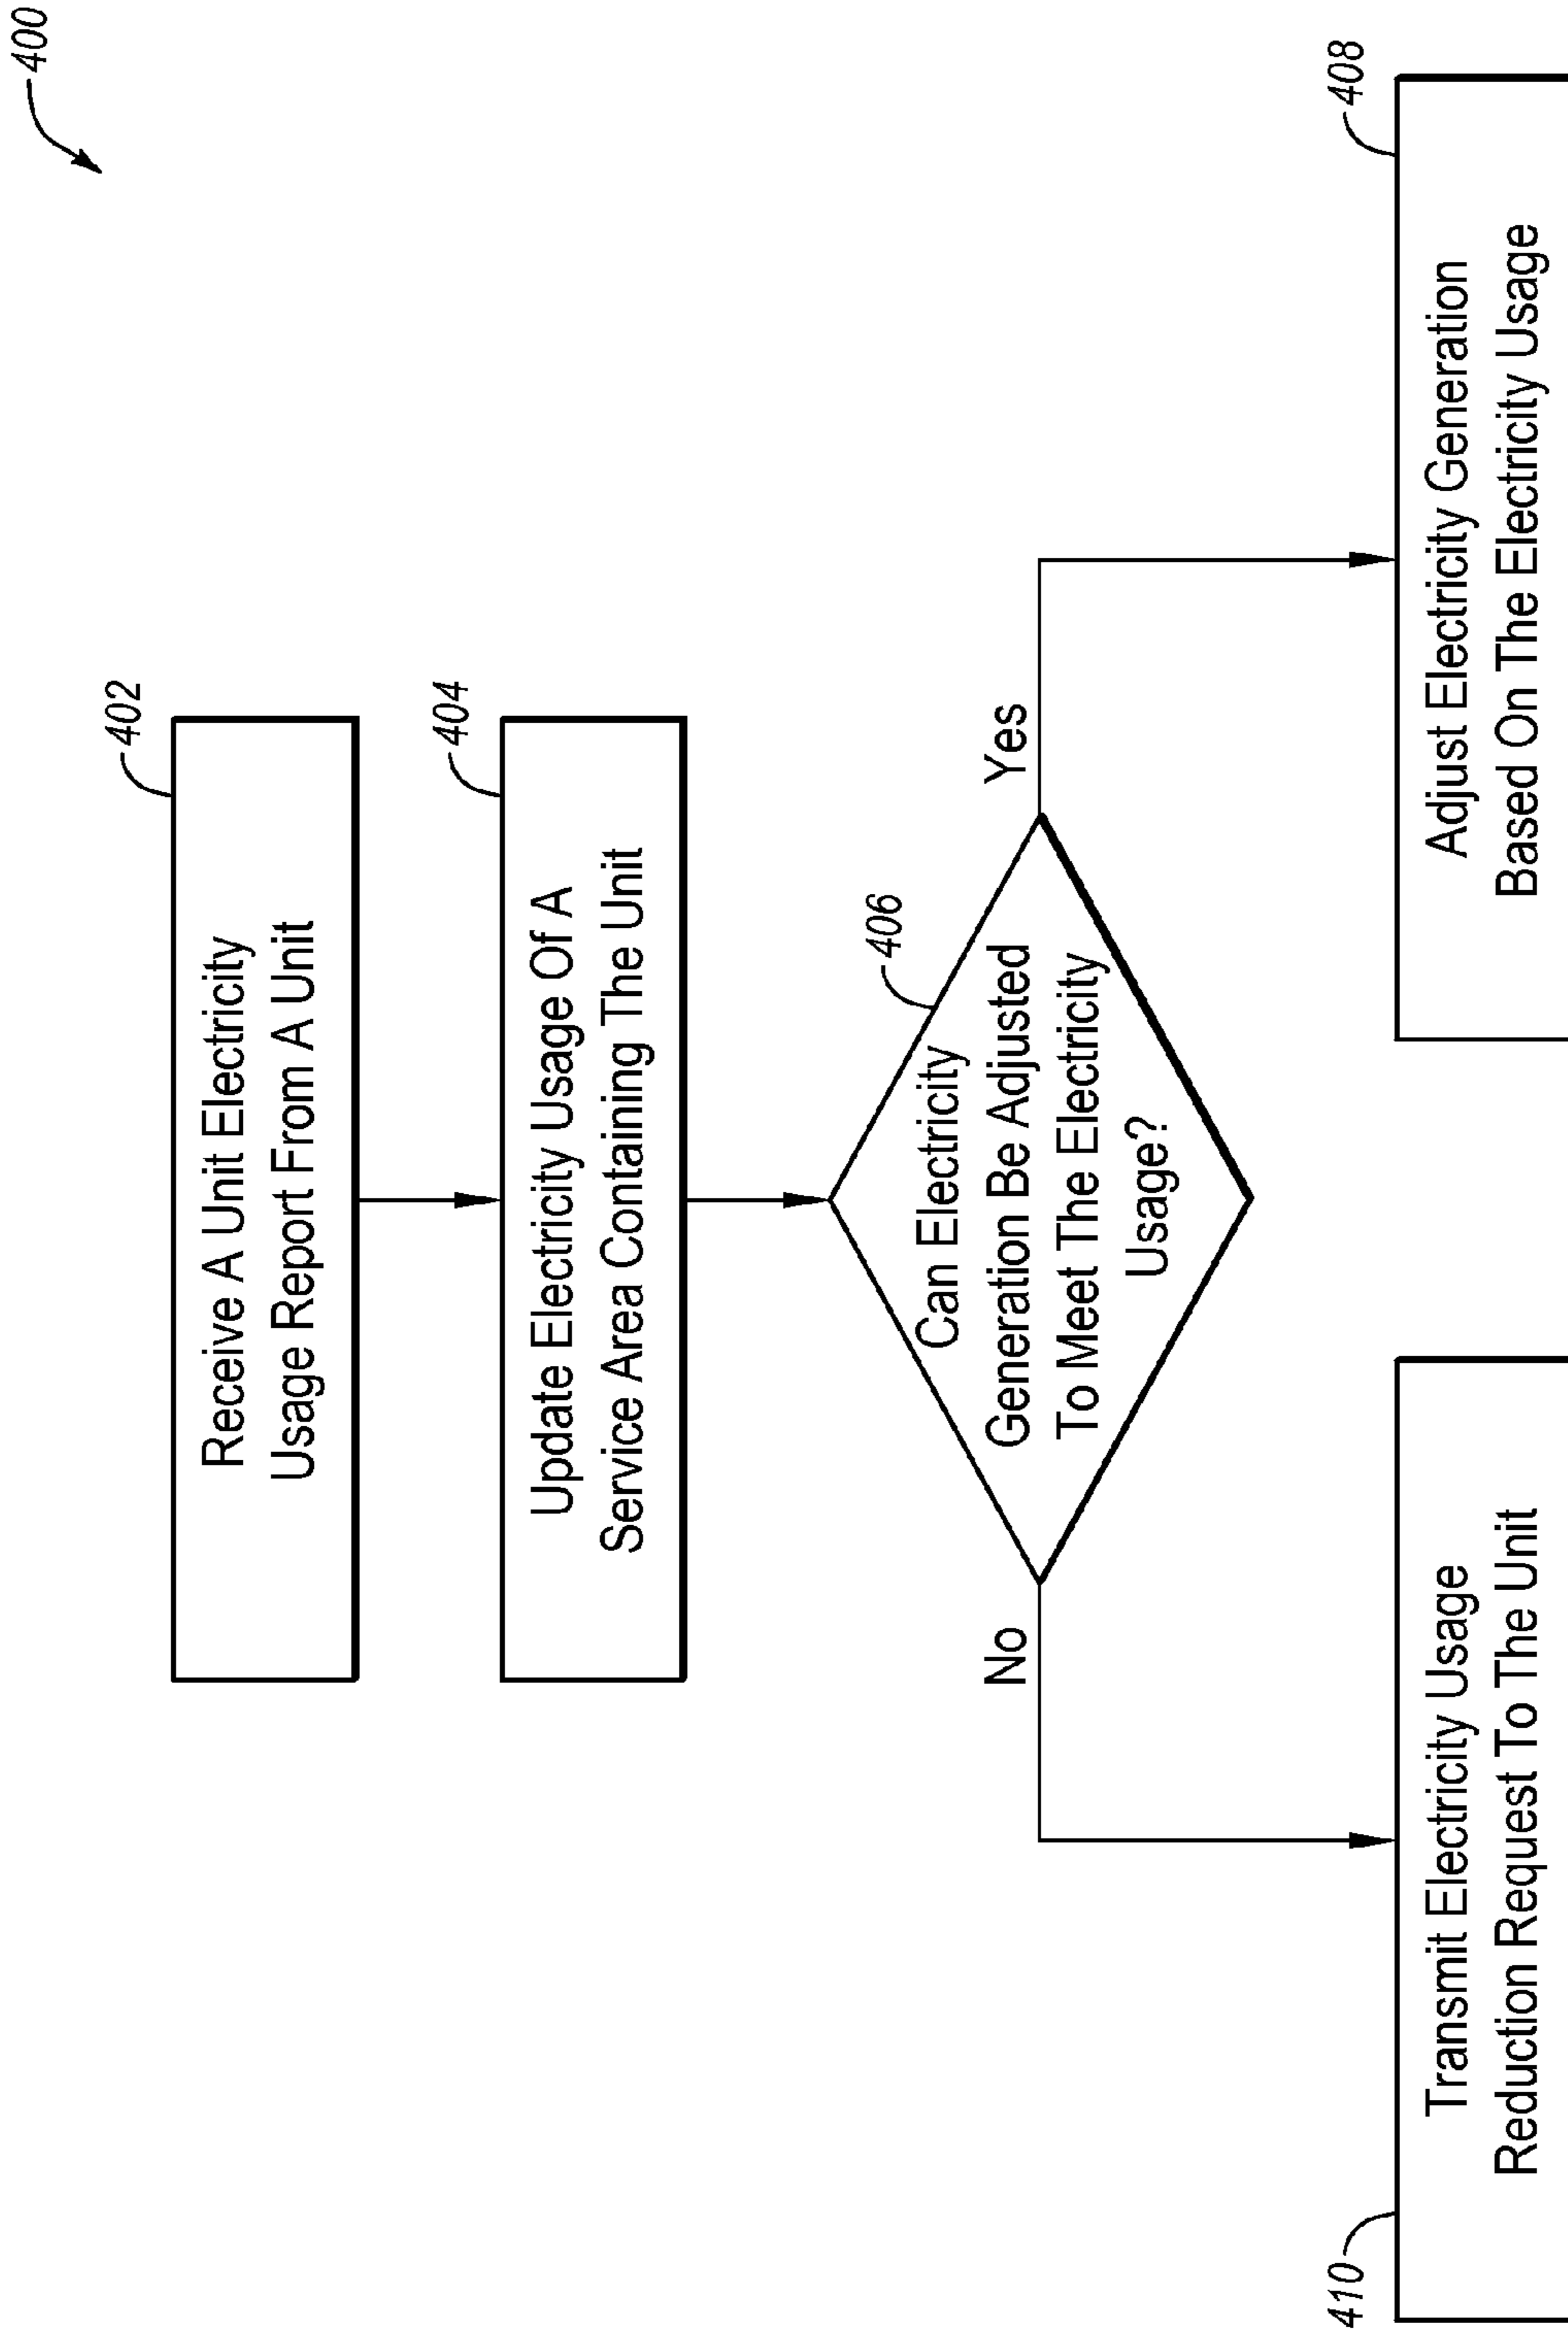 400
402
Receive A Unit Electricity
Usage Report From A Unit
404
Update Electricity Usage Of A
Service Area Containing The Unit
406
Can Electricity
Generation Be Adjusted
To Meet The Electricity
Usage?
No
Yes
410
Transmit Electricity Usage
Reduction Request To The Unit
408
Adjust Electricity Generation
Based On The Electricity Usage